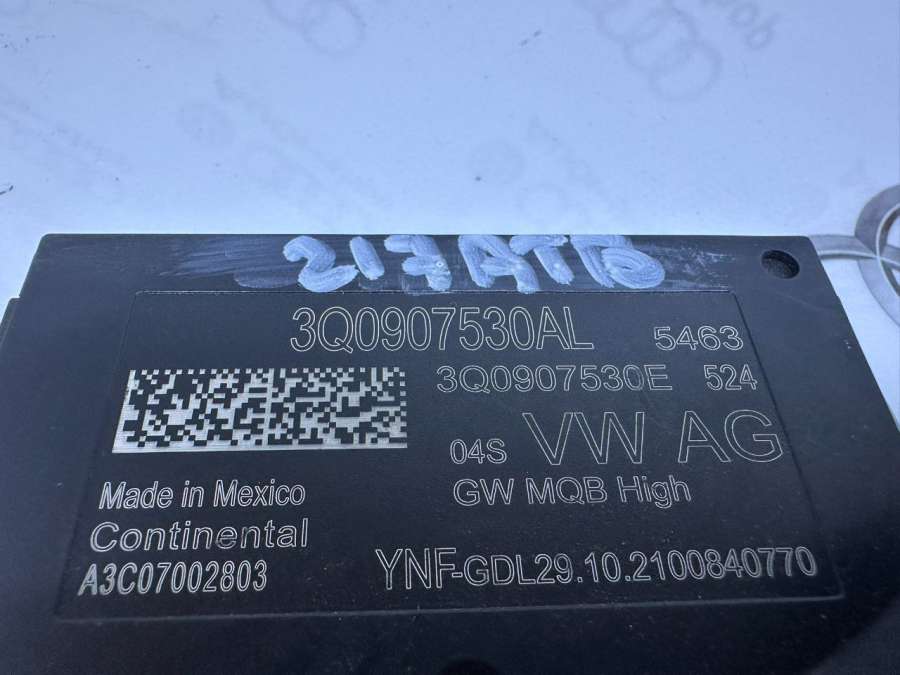 217ATB
3Q0907530AL 5463
3Q0907530E 524
04S VW AG
GW MQB High
Made in Mexico
Continental
A3C07002803
YNF-GDL29.10.2100840770